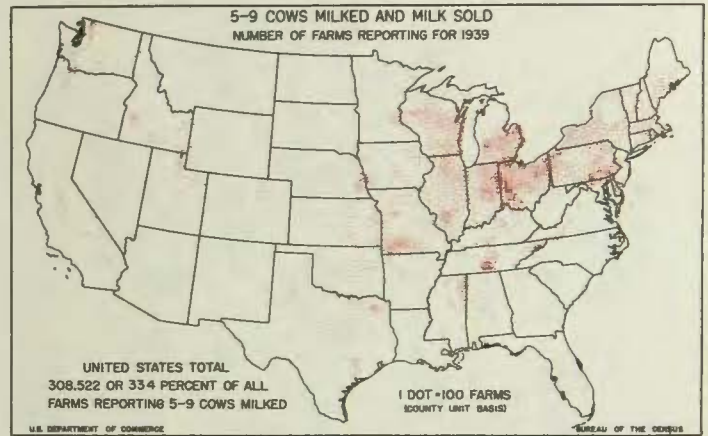 5-9 COWS MILKED AND MILK SOLD
NUMBER OF FARMS REPORTING FOR 1939
UNITED STATES TOTAL
308,522 OR 33.4 PERCENT OF ALL
FARMS REPORTING 5-9 COWS MILKED
1 DOT=100 FARMS
(COUNTY UNIT BASIS)
U.S. DEPARTMENT OF COMMERCE
BUREAU OF THE CENSUS